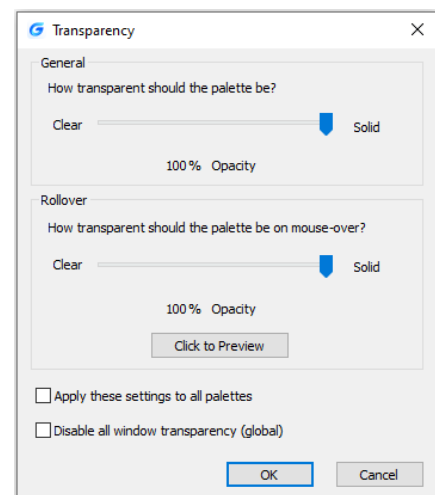 Transparency
General
How transparent should the palette be?
Clear Solid
100 % Opacity
Rollover
How transparent should the palette be on mouse-over?
Clear Solid
100 % Opacity
Click to Preview
Apply these settings to all palettes
Disable all window transparency (global)
OK Cancel